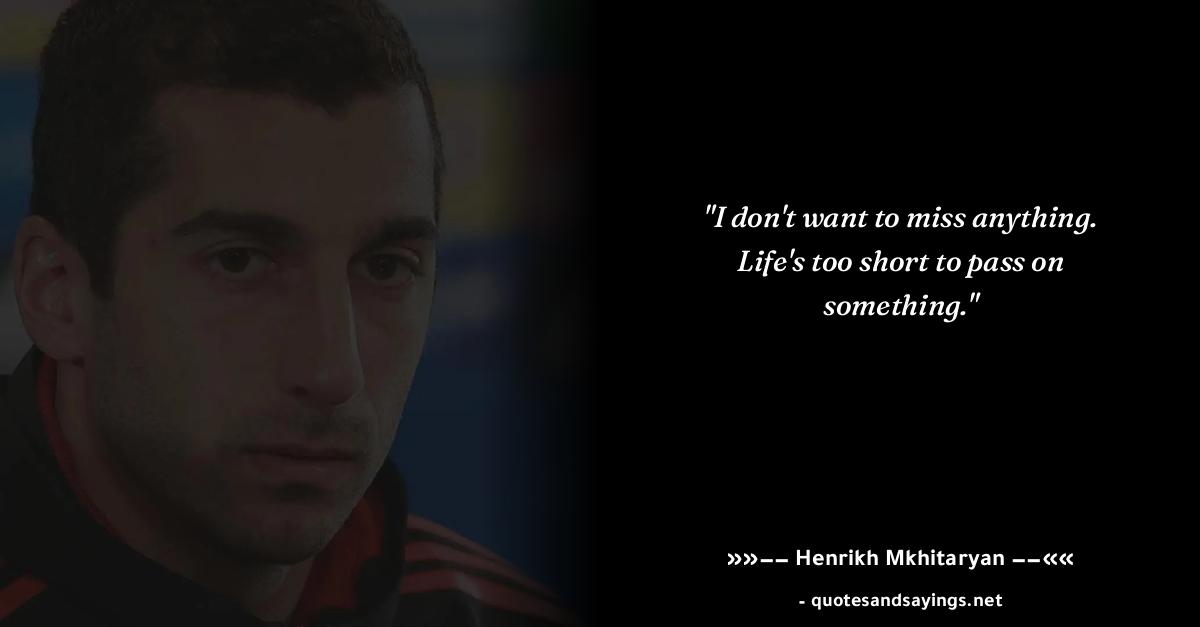 "I don't want to miss anything.
Life's too short to pass on
something."
»»–– Henrikh Mkhitaryan ––««
- quotesandsayings.net